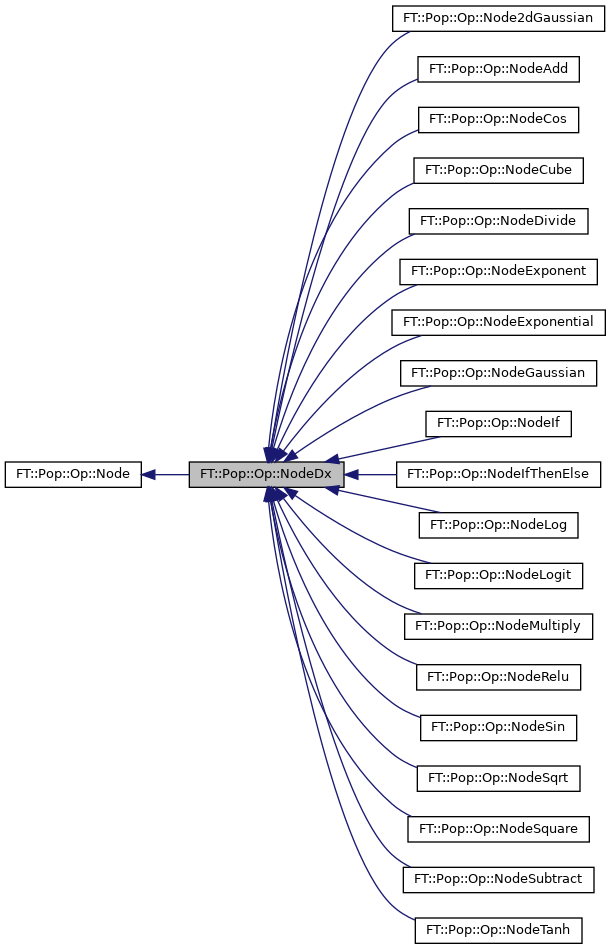 FT::Pop::Op::Node2dGaussian
FT::Pop::Op::NodeAdd
FT::Pop::Op::NodeCos
FT::Pop::Op::NodeCube
FT::Pop::Op::NodeDivide
FT::Pop::Op::NodeExponent
FT::Pop::Op::NodeExponential
FT::Pop::Op::NodeGaussian
FT::Pop::Op::NodeIf
FT::Pop::Op::Node
FT::Pop::Op::NodeDx
FT::Pop::Op::NodeIfThenElse
FT::Pop::Op::NodeLog
FT::Pop::Op::NodeLogit
FT::Pop::Op::NodeMultiply
FT::Pop::Op::NodeRelu
FT::Pop::Op::NodeSin
FT::Pop::Op::NodeSqrt
FT::Pop::Op::NodeSquare
FT::Pop::Op::NodeSubtract
FT::Pop::Op::NodeTanh